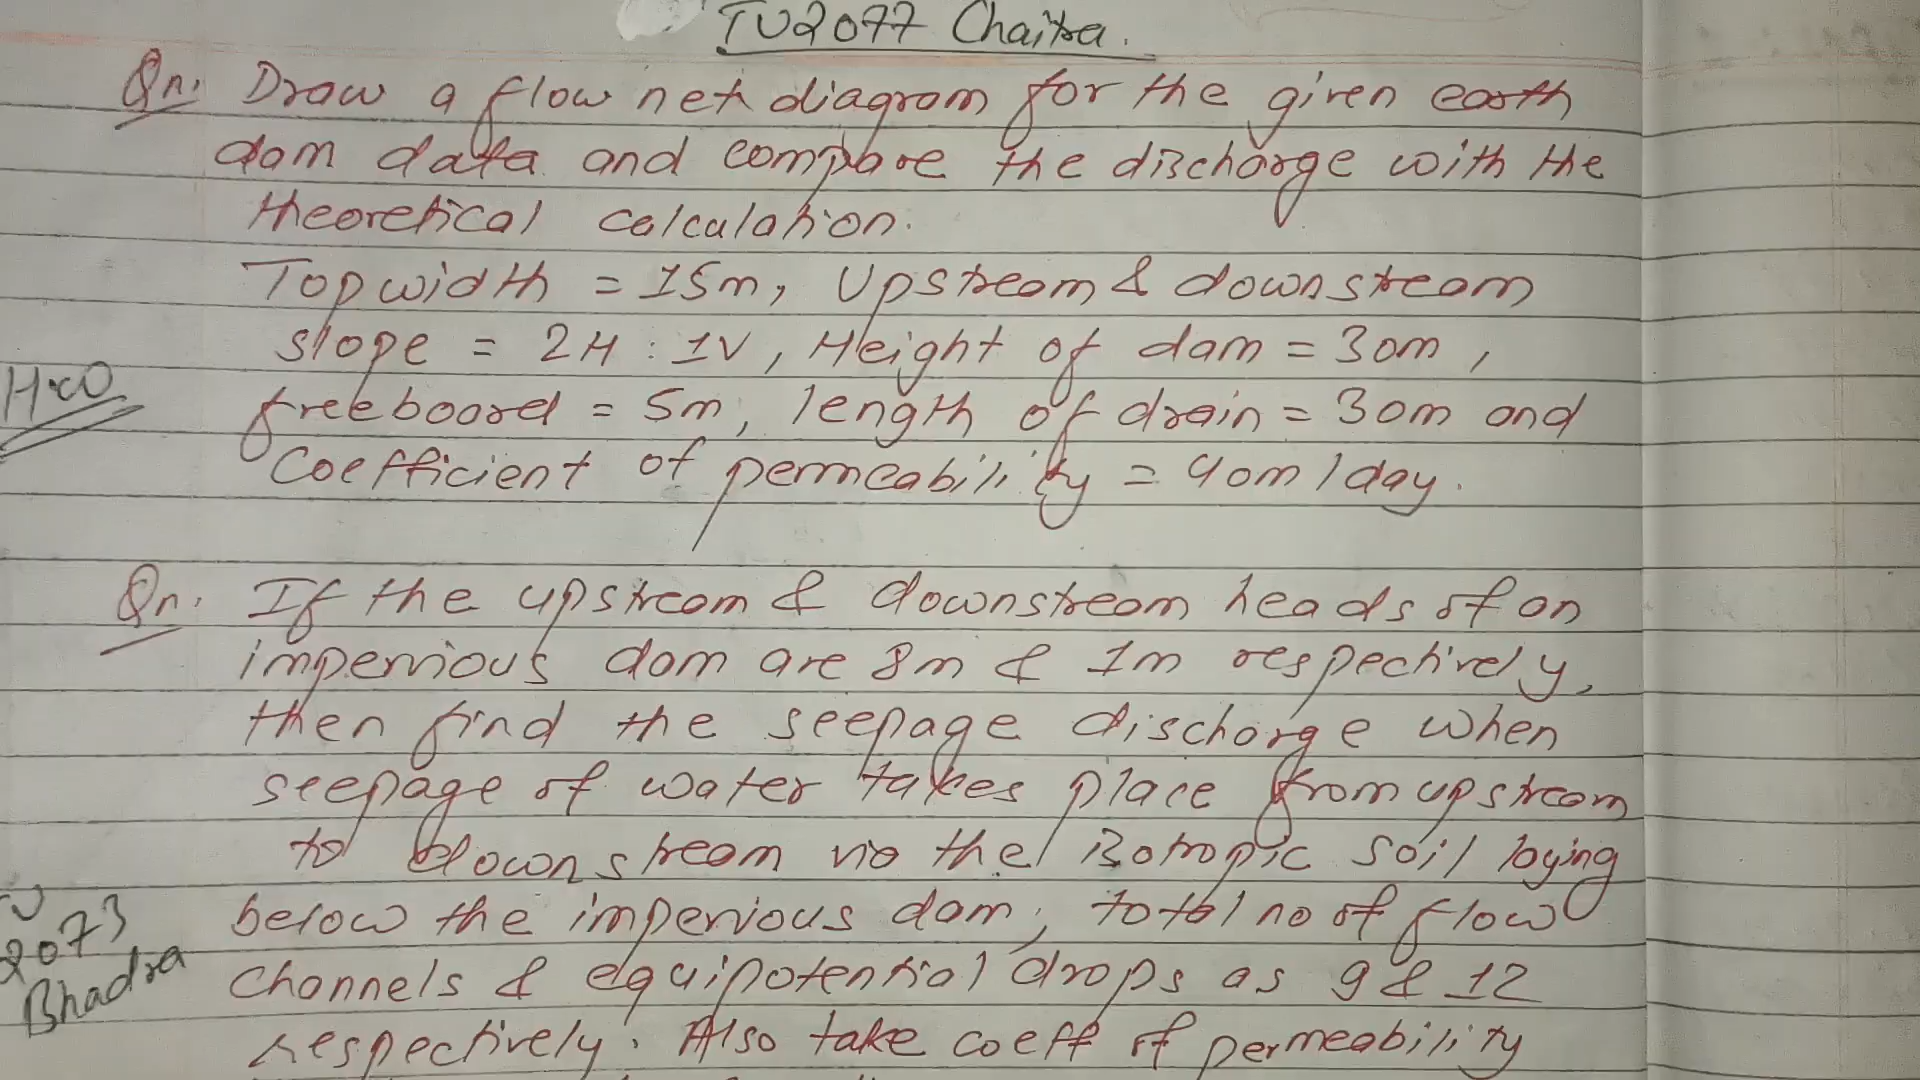 TU2077 Chaitra.
Qn: Draw a flow net diagram for the given earth
dam data and compare the discharge with the
theoretical calculation.
Top width = 15m, Upstream & downstream
slope = 2H : 1V, Height of dam = 30m,
freeboard = 5m, length of drain = 30m and
H.W
Coefficient of permeability = 40m/day.
Qn. If the upstream & downstream heads of an
impervious dam are 8m & 1m respectively,
then find the seepage discharge when
seepage of water takes place from upstream
to downstream via the isotropic soil laying
below the impervious dam, total no of flow
2073
Bhadra
channels & equipotential drops as 9 & 12
respectively. Also take coeff of permeability